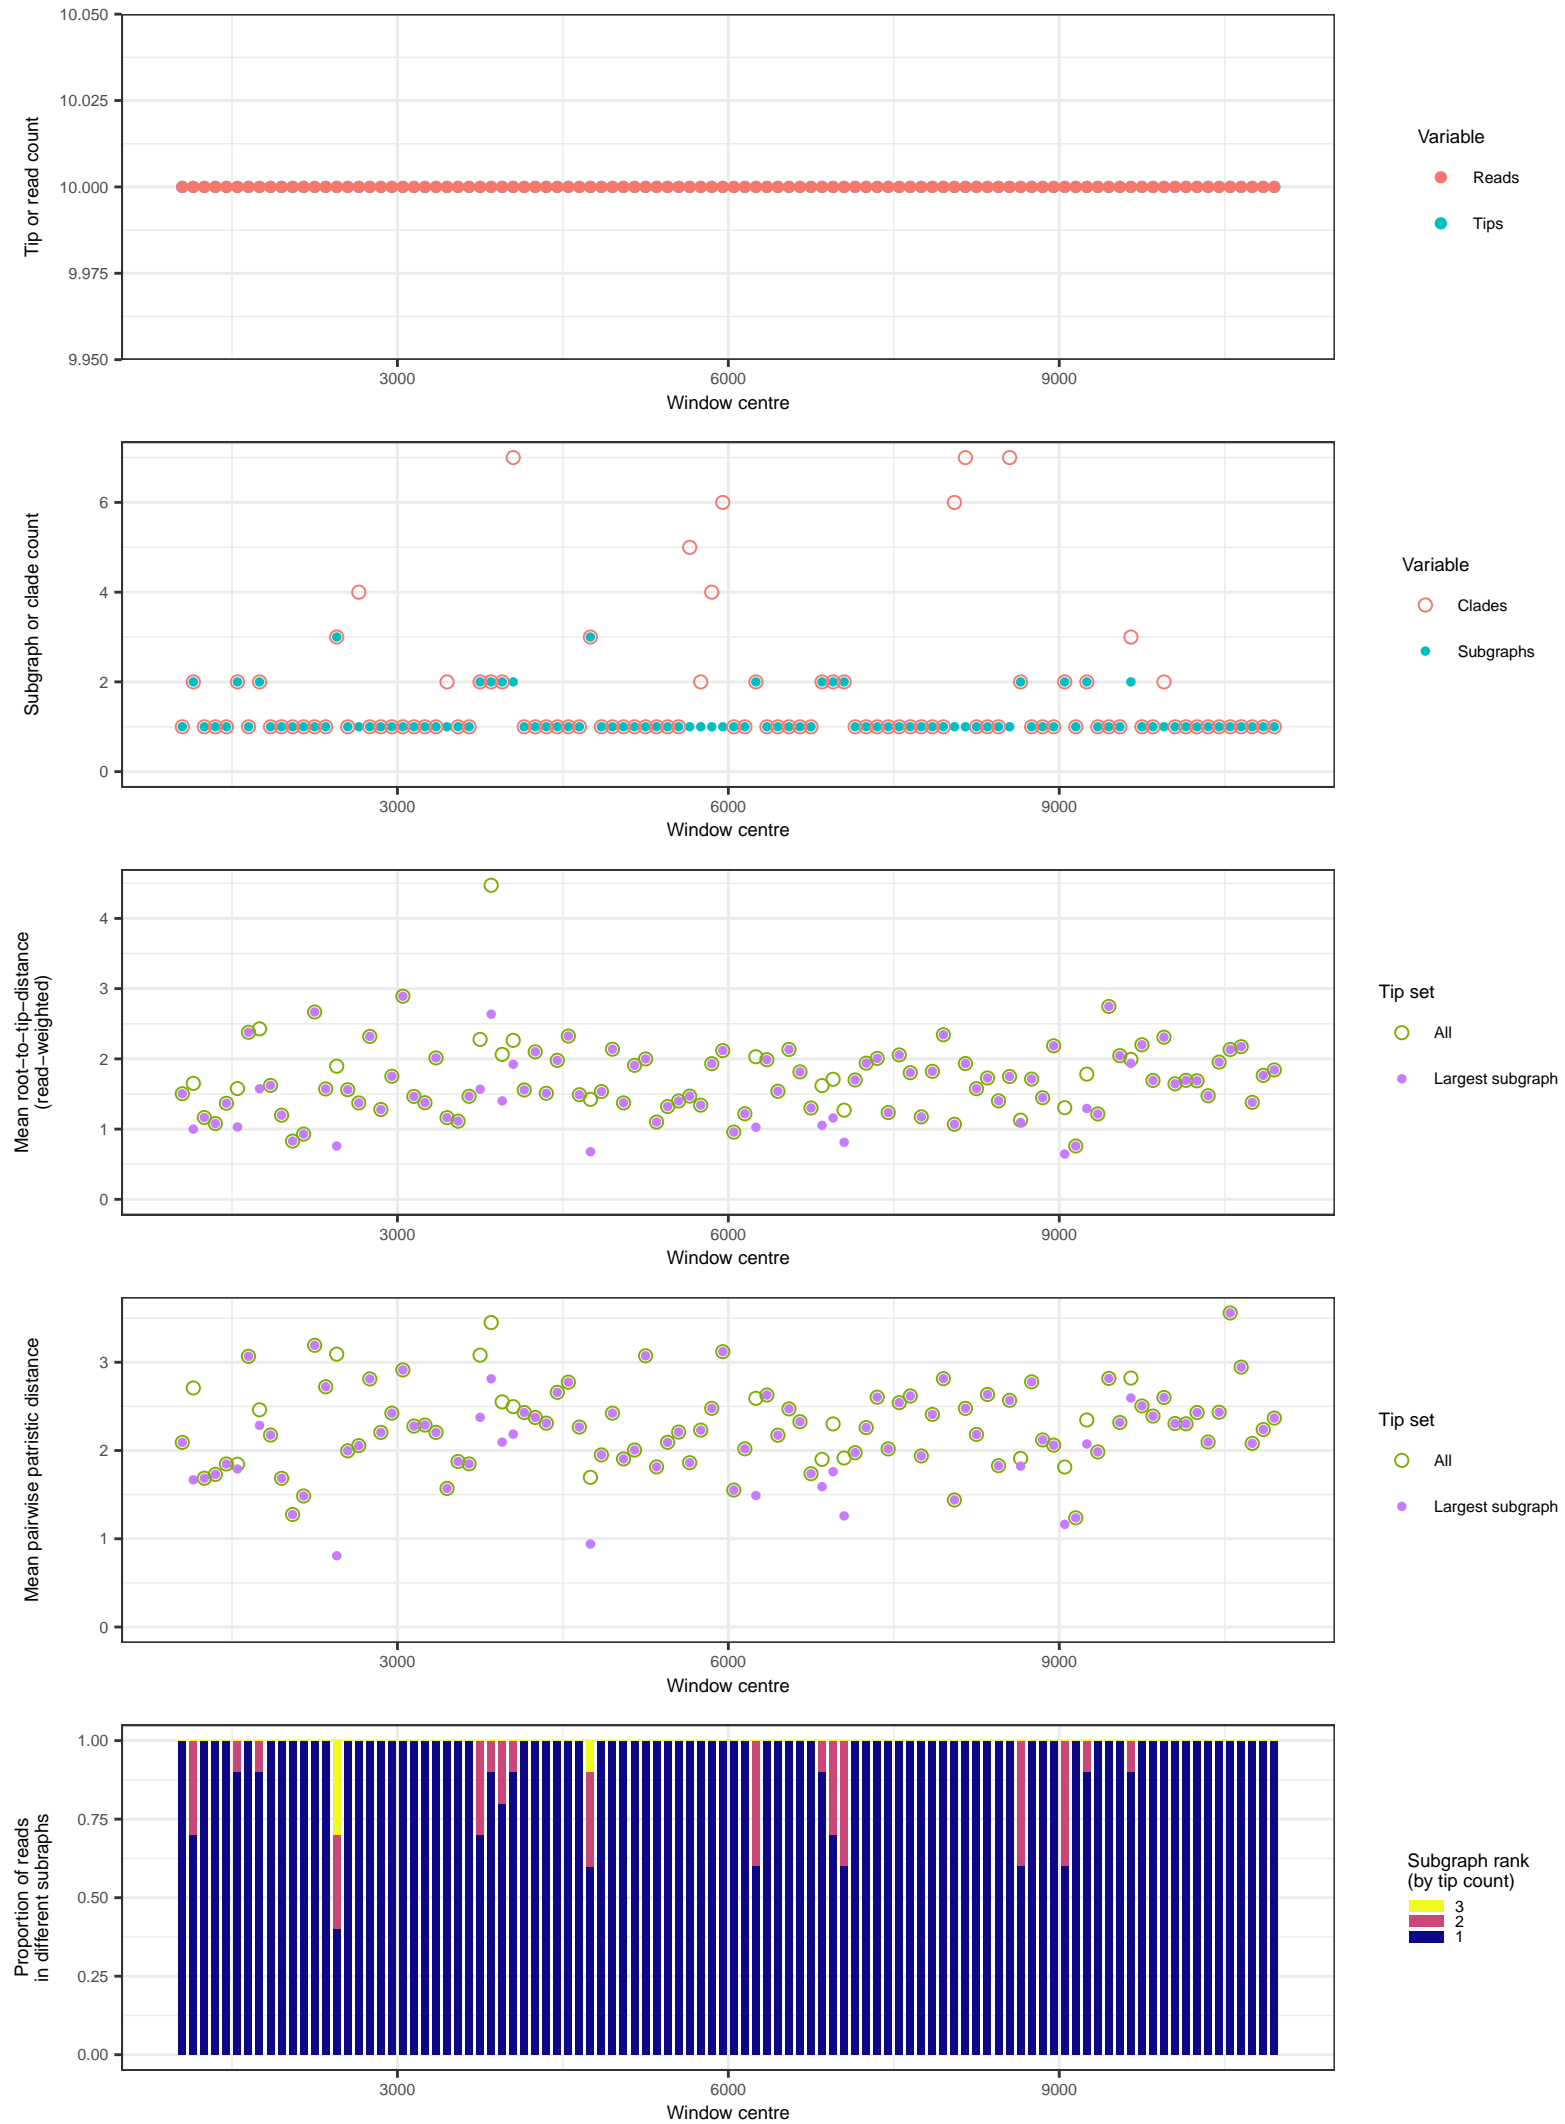 10.050
10.025
10.000
9.975
9.950
Tip or read count
3000 6000 9000
Window centre
Variable
Reads
Tips
6
4
2
0
Subgraph or clade count
3000 6000 9000
Window centre
Variable
Clades
Subgraphs
4
3
2
1
0
Mean root−to−tip−distance
(read−weighted)
3000 6000 9000
Window centre
Tip set
All
Largest subgraph
3
2
1
0
Mean pairwise patristic distance
3000 6000 9000
Window centre
Tip set
All
Largest subgraph
1.00
0.75
0.50
0.25
0.00
Proportion of reads
in different subraphs
3000 6000 9000
Window centre
Subgraph rank
(by tip count)
3
2
1